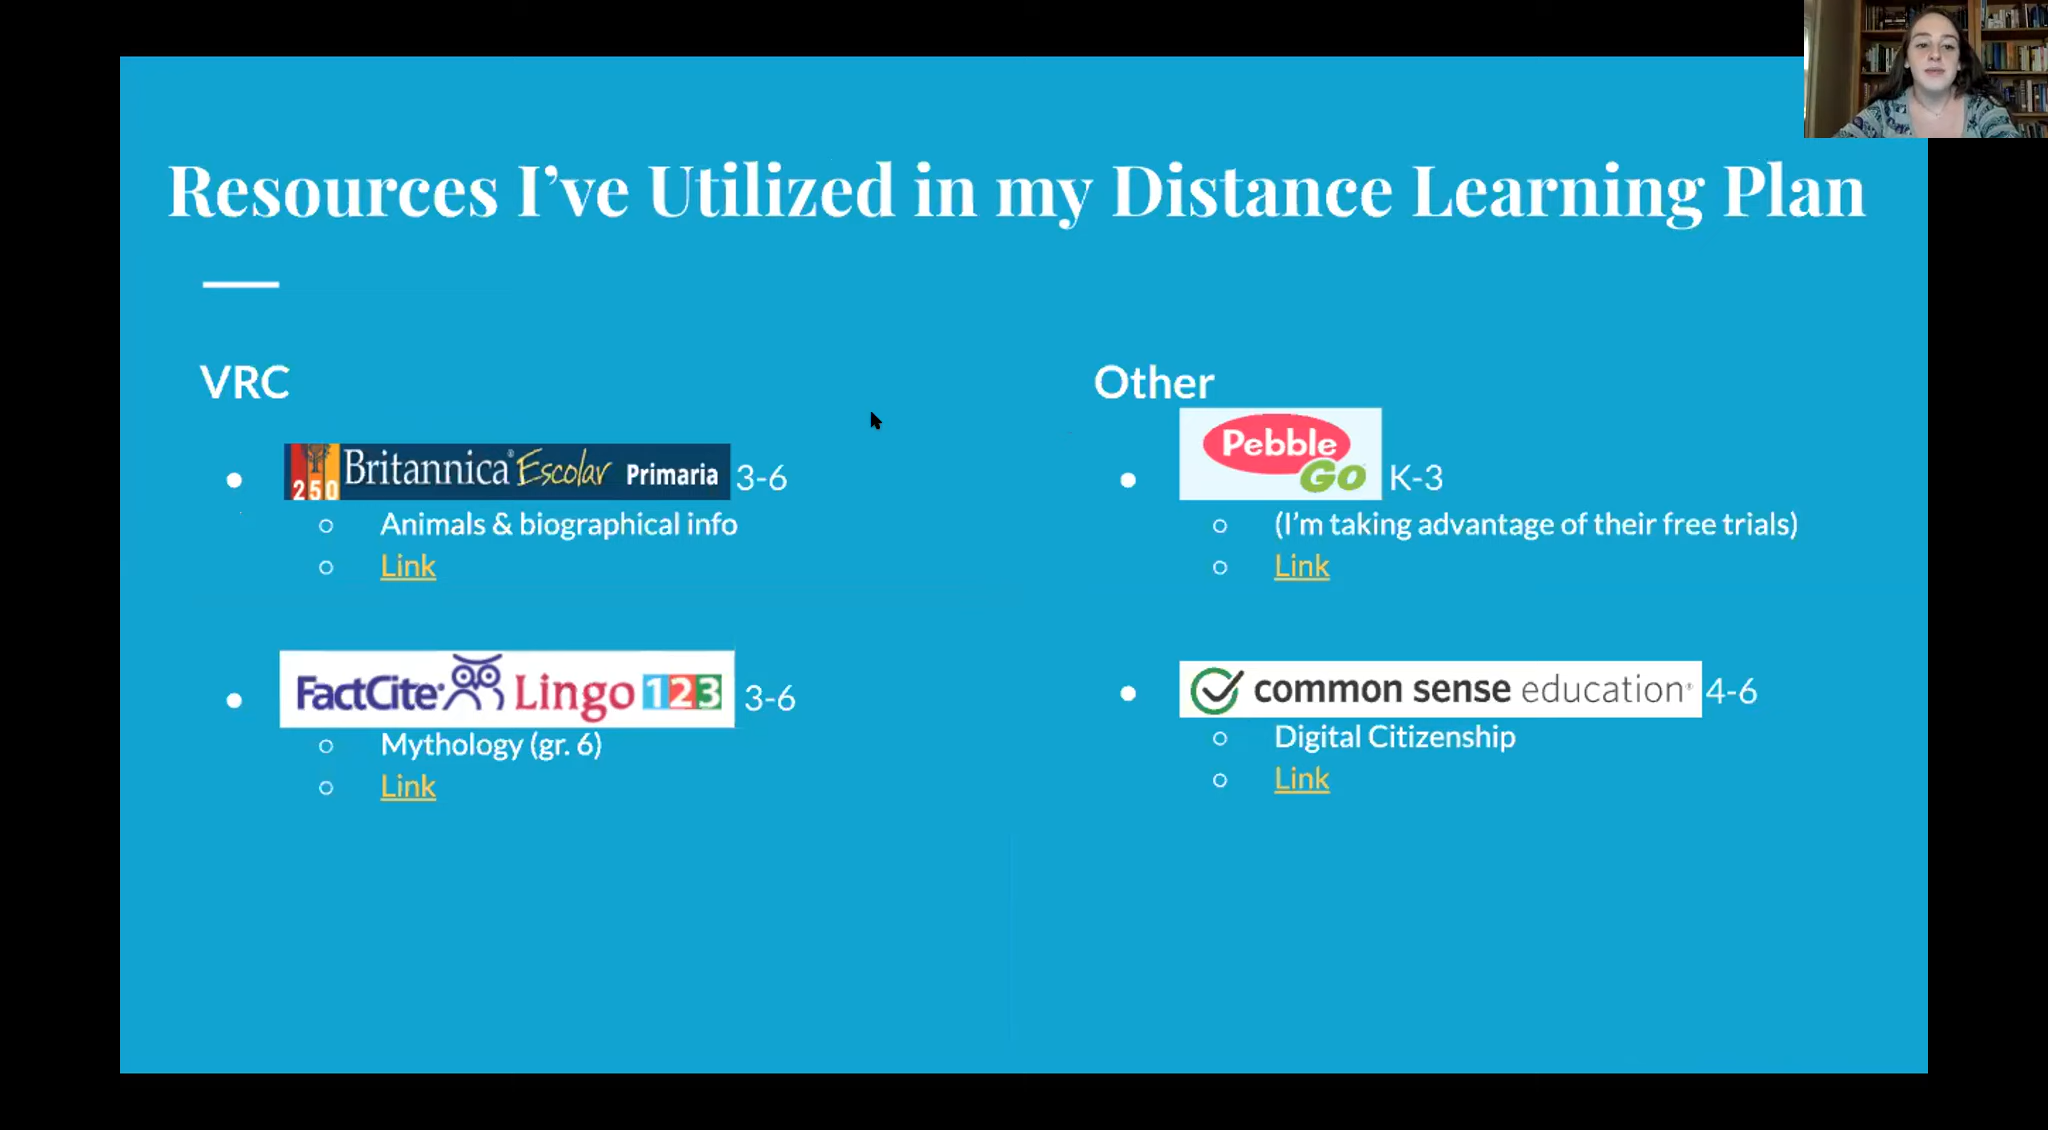 Resources I've Utilized in my Distance Learning Plan
VRC
250 Britannica® Escolar Primaria 3-6
Animals & biographical info
Link
FactCite® Lingo 123 3-6
Mythology (gr. 6)
Link
Other
Pebble Go K-3
(I'm taking advantage of their free trials)
Link
common sense education® 4-6
Digital Citizenship
Link